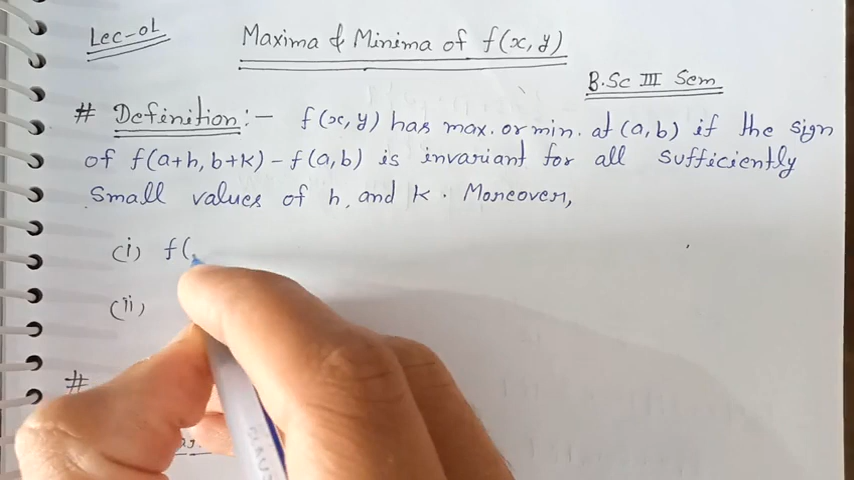 Lec-01
Maxima & Minima of f(x, y)
B.Sc III Sem
# Definition:- f(x, y) has max. or min. at (a, b) if the sign
of f(a+h, b+k) - f(a, b) is invariant for all sufficiently
small values of h, and k. Moreover,
(i) f(
(ii)
#